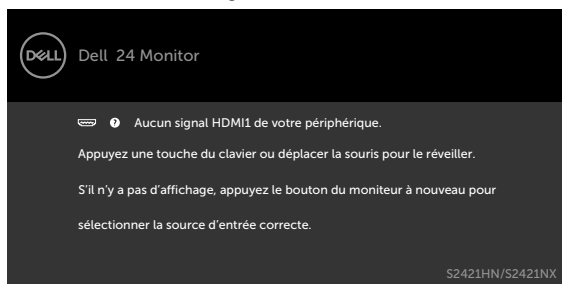 DELL
Dell 24 Monitor
? Aucun signal HDMI1 de votre périphérique.
Appuyez une touche du clavier ou déplacer la souris pour le réveiller.
S'il n'y a pas d'affichage, appuyez le bouton du moniteur à nouveau pour
sélectionner la source d'entrée correcte.
S2421HN/S2421NX